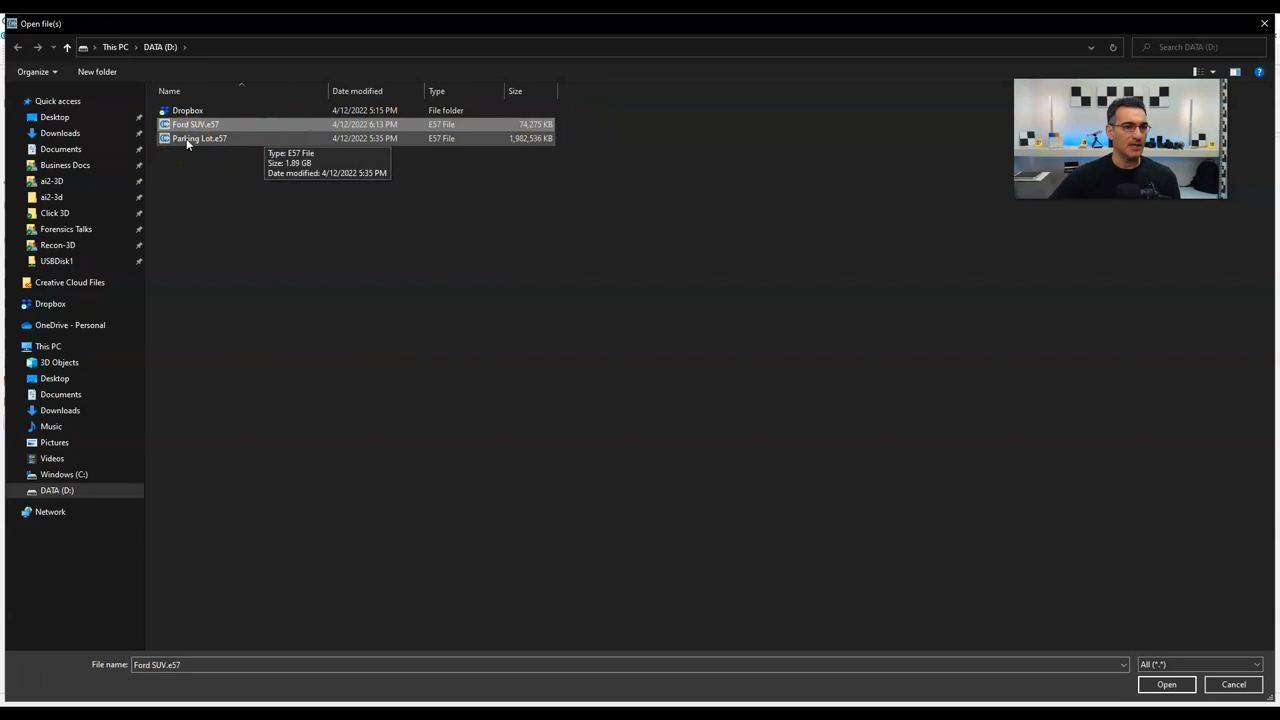 Open file(s)
This PC
DATA (D:)
Search DATA (D:)
Organize
New folder
Name
Date modified
Type
Size
Dropbox
4/12/2022 5:15 PM
File folder
Ford SUV.e57
4/12/2022 6:13 PM
E57 File
74,275 KB
Parking Lot.e57
4/12/2022 5:35 PM
E57 File
1,982,536 KB
Type: E57 File
Size: 1.89 GB
Date modified: 4/12/2022 5:35 PM
Quick access
Desktop
Downloads
Documents
Business Docs
ai2-3D
ai2-3d
Click 3D
Forensics Talks
Recon-3D
USBDisk1
Creative Cloud Files
Dropbox
OneDrive - Personal
This PC
3D Objects
Desktop
Documents
Downloads
Music
Pictures
Videos
Windows (C:)
DATA (D:)
Network
File name:
Ford SUV.e57
All (*.*)
Open
Cancel